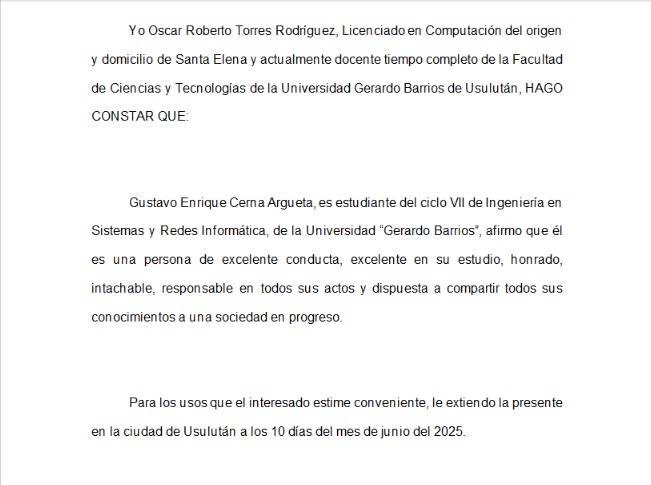 Yo Oscar Roberto Torres Rodríguez, Licenciado en Computación del origen
y domicilio de Santa Elena y actualmente docente tiempo completo de la Facultad
de Ciencias y Tecnologías de la Universidad Gerardo Barrios de Usulután, HAGO
CONSTAR QUE:
Gustavo Enrique Cerna Argueta, es estudiante del ciclo VII de Ingeniería en
Sistemas y Redes Informática, de la Universidad “Gerardo Barrios”, afirmo que él
es una persona de excelente conducta, excelente en su estudio, honrado,
intachable, responsable en todos sus actos y dispuesta a compartir todos sus
conocimientos a una sociedad en progreso.
Para los usos que el interesado estime conveniente, le extiendo la presente
en la ciudad de Usulután a los 10 días del mes de junio del 2025.